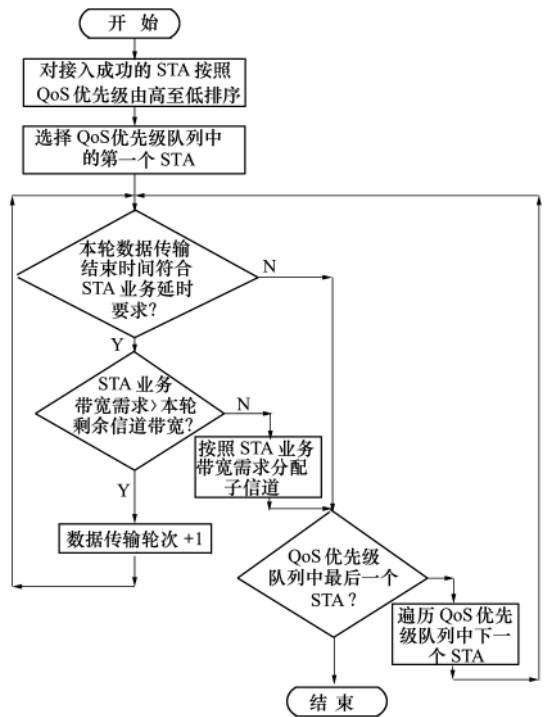 开 始
对接入成功的 STA 按照
QoS 优先级由高至低排序
选择 QoS优先级队列中
的第一个 STA
本轮数据传输
结束时间符合
STA 业务延时
要求?
N
Y
STA 业务
带宽需求>本轮
剩余信道带宽?
N
按照 STA 业务
带宽需求分配
子信道
Y
数据传输轮次 +1
QoS 优先级
队列中最后一个
STA?
遍历 QoS 优先
级队列中下一
个 STA
结 束